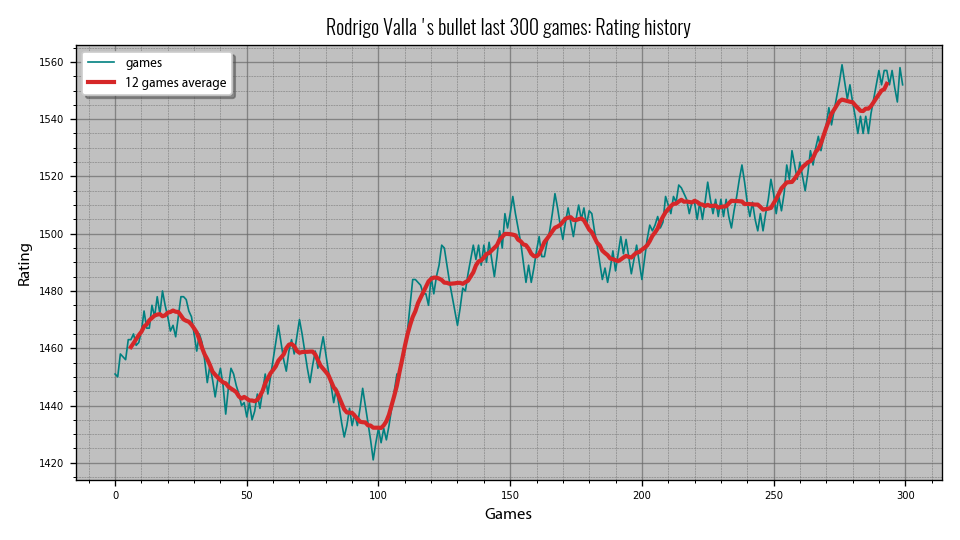 Rodrigo Valla 's bullet last 300 games: Rating history
games
12 games average
Rating
1560
1540
1520
1500
1480
1460
1440
1420
0 50 100 150 200 250 300
Games